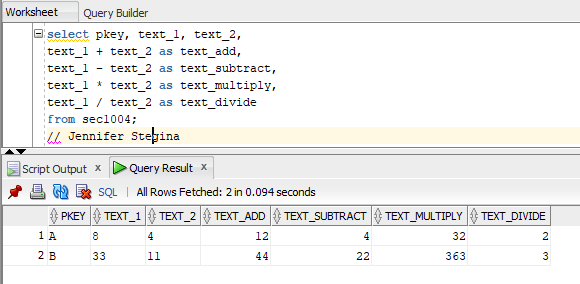 Worksheet Query Builder
select pkey, text_1, text_2,
text_1 + text_2 as text_add,
text_1 - text_2 as text_subtract,
text_1 * text_2 as text_multiply,
text_1 / text_2 as text_divide
from sec1004;
// Jennifer Stegina
Script Output x Query Result x
SQL | All Rows Fetched: 2 in 0.094 seconds
PKEY TEXT_1 TEXT_2 TEXT_ADD TEXT_SUBTRACT TEXT_MULTIPLY TEXT_DIVIDE
1 A 8 4 12 4 32 2
2 B 33 11 44 22 363 3